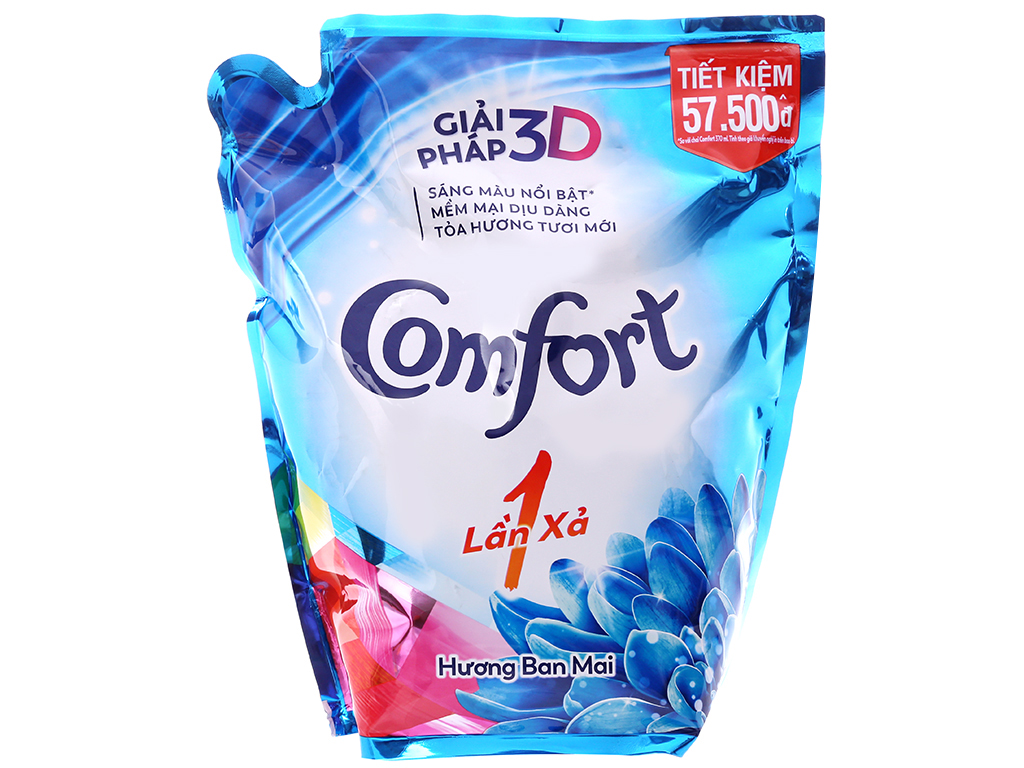 TIẾT KIỆM
57.500đ
GIẢI
PHÁP 3D
SÁNG MÀU NỔI BẬT*
MỀM MẠI DỊU DÀNG
TỎA HƯƠNG TƯƠI MỚI
Comfort
1
Lần Xả
Hương Ban Mai